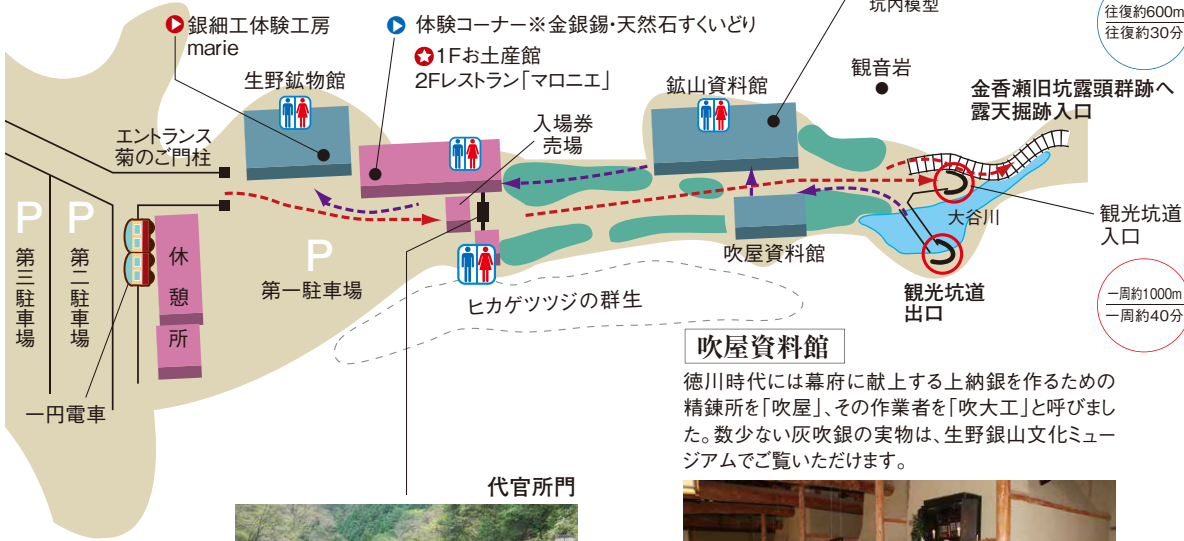 銀細工体験工房
marie
体験コーナー※金銀錫・天然石すくいどり
1Fお土産館
2Fレストラン「マロニエ」
坑内模型
往復約600m
往復約30分
生野鉱物館
鉱山資料館
観音岩
金香瀬旧坑露頭群跡へ
露天掘跡入口
エントランス
菊のご門柱
入場券
売場
P
第三駐車場
P
第二駐車場
休憩所
P
第一駐車場
吹屋資料館
大谷川
観光坑道
入口
ヒカゲツツジの群生
観光坑道
出口
一周約1000m
一周約40分
一円電車
吹屋資料館
徳川時代には幕府に献上する上納銀を作るための
精錬所を「吹屋」、その作業者を「吹大工」と呼びまし
た。数少ない灰吹銀の実物は、生野銀山文化ミュー
ジアムでご覧いただけます。
代官所門